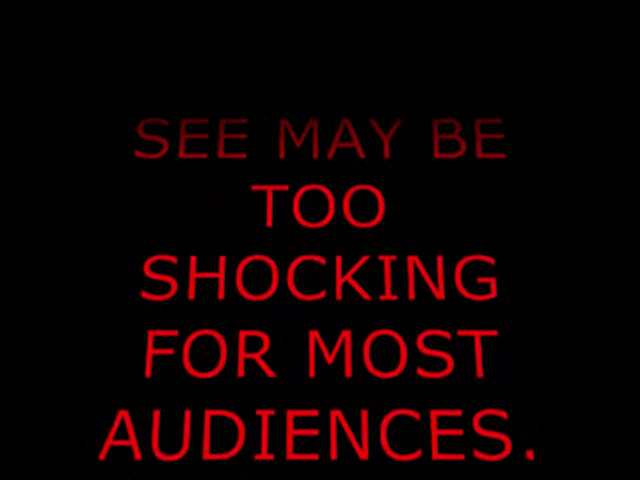 SEE MAY BE
TOO
SHOCKING
FOR MOST
AUDIENCES.